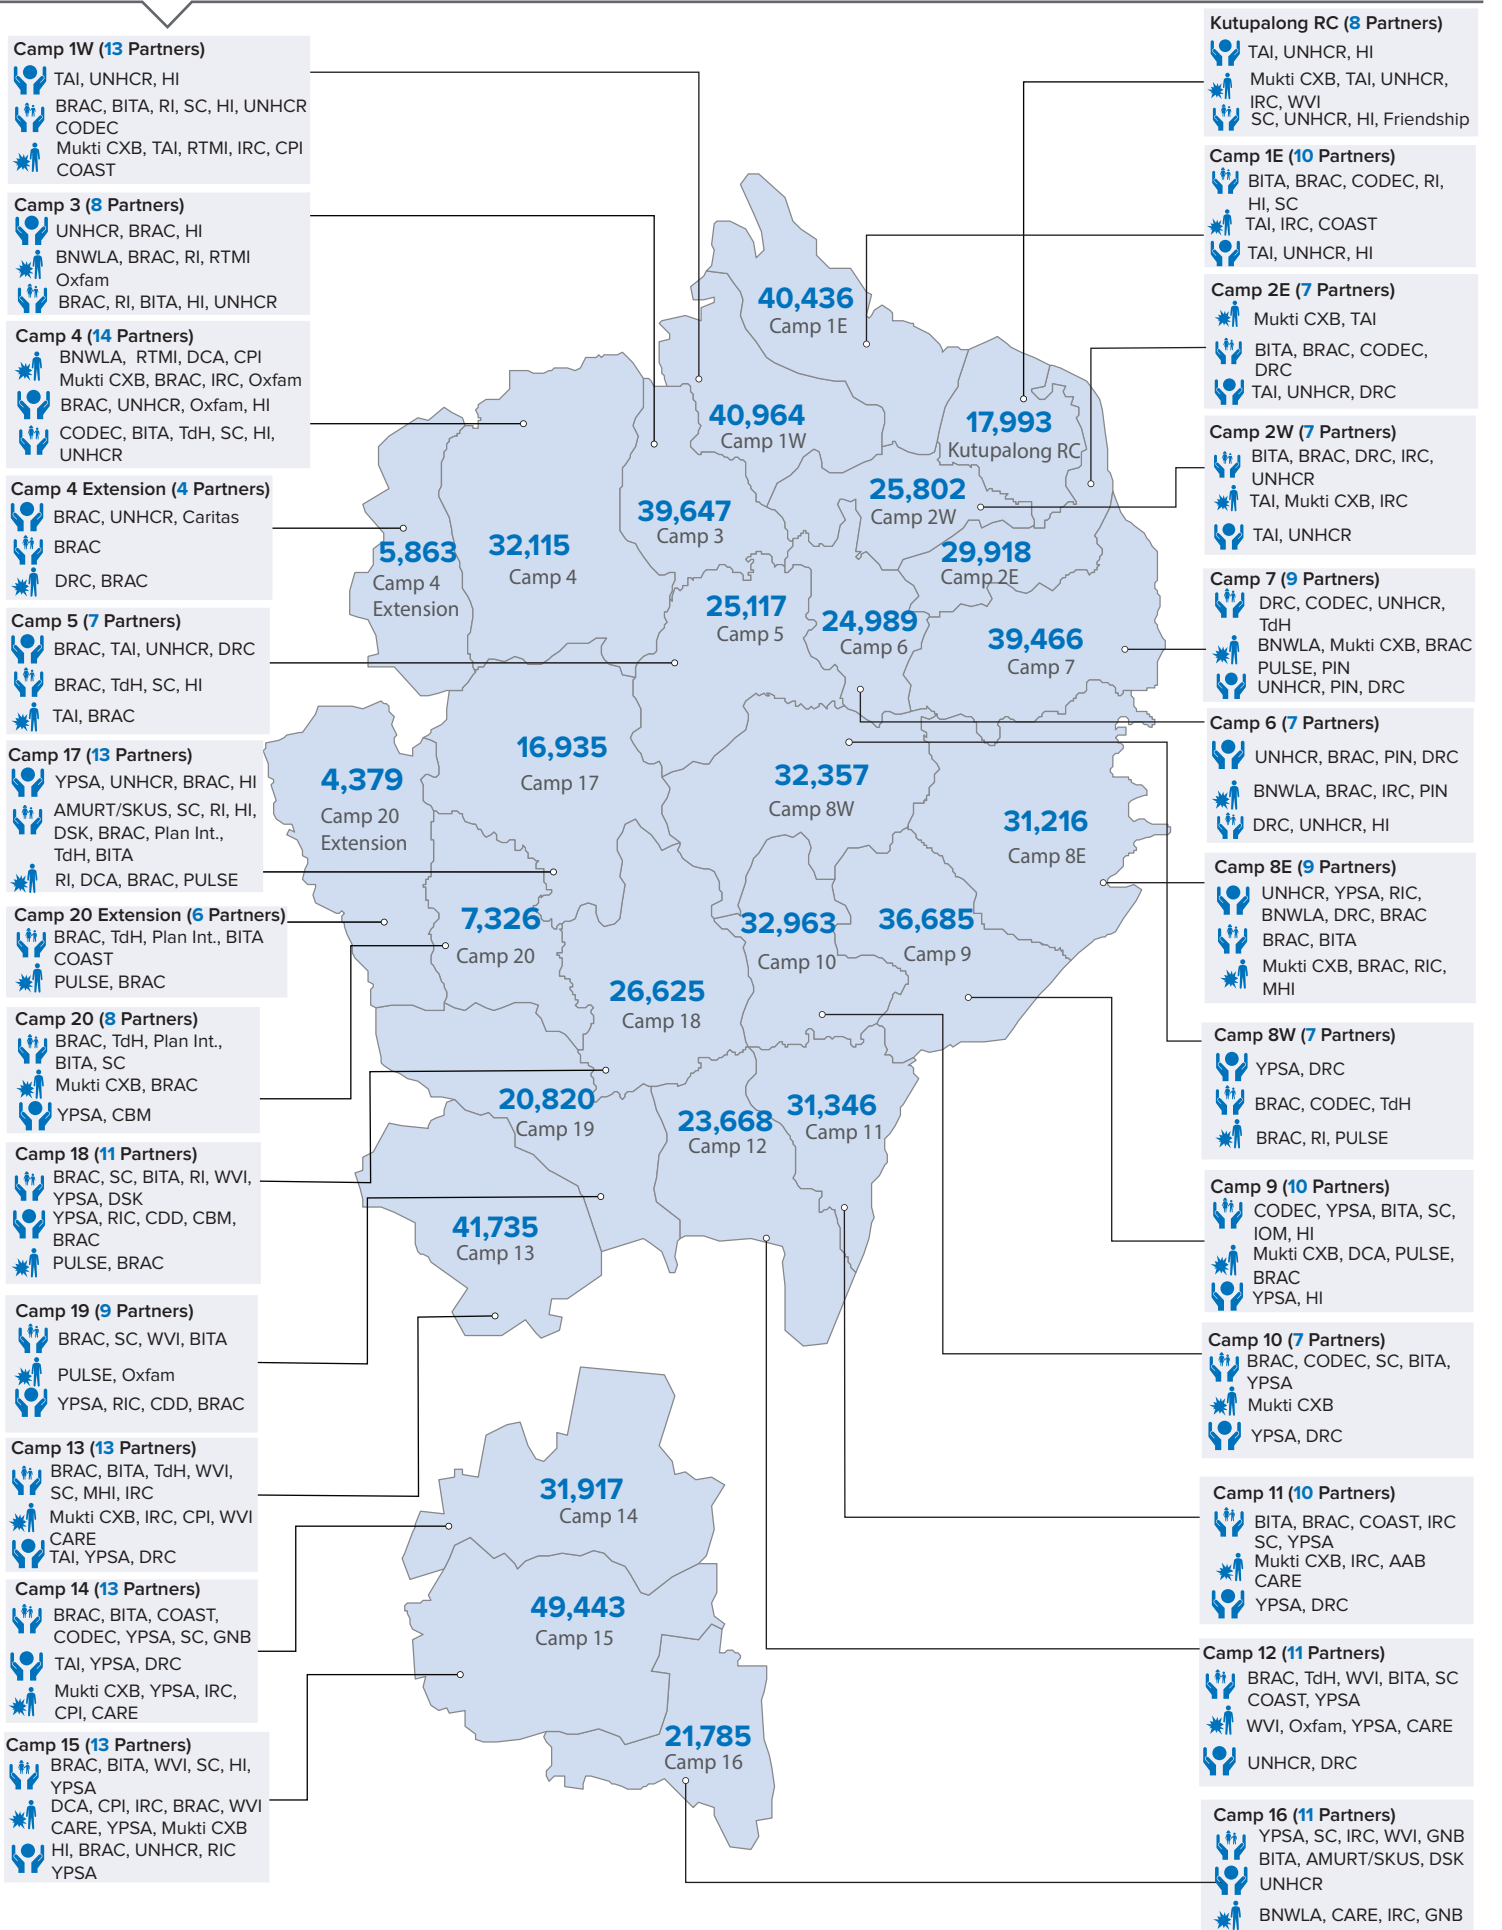 Camp 1W (13 Partners)
TAI, UNHCR, HI
BRAC, BITA, RI, SC, HI, UNHCR
CODEC
Mukti CXB, TAI, RTMI, IRC, CPI
COAST
Camp 3 (8 Partners)
UNHCR, BRAC, HI
BNWLA, BRAC, RI, RTMI
Oxfam
BRAC, RI, BITA, HI, UNHCR
Camp 4 (14 Partners)
BNWLA, RTMI, DCA, CPI
Mukti CXB, BRAC, IRC, Oxfam
BRAC, UNHCR, Oxfam, HI
CODEC, BITA, TdH, SC, HI,
UNHCR
Camp 4 Extension (4 Partners)
BRAC, UNHCR, Caritas
BRAC
DRC, BRAC
Camp 5 (7 Partners)
BRAC, TAI, UNHCR, DRC
BRAC, TdH, SC, HI
TAI, BRAC
Camp 17 (13 Partners)
YPSA, UNHCR, BRAC, HI
AMURT/SKUS, SC, RI, HI,
DSK, BRAC, Plan Int.,
TdH, BITA
RI, DCA, BRAC, PULSE
Camp 20 Extension (6 Partners)
BRAC, TdH, Plan Int., BITA
COAST
PULSE, BRAC
Camp 20 (8 Partners)
BRAC, TdH, Plan Int.,
BITA, SC
Mukti CXB, BRAC
YPSA, CBM
Camp 18 (11 Partners)
BRAC, SC, BITA, RI, WVI,
YPSA, DSK
YPSA, RIC, CDD, CBM,
BRAC
PULSE, BRAC
Camp 19 (9 Partners)
BRAC, SC, WVI, BITA
PULSE, Oxfam
YPSA, RIC, CDD, BRAC
Camp 13 (13 Partners)
BRAC, BITA, TdH, WVI,
SC, MHI, IRC
Mukti CXB, IRC, CPI, WVI
CARE
TAI, YPSA, DRC
Camp 14 (13 Partners)
BRAC, BITA, COAST,
CODEC, YPSA, SC, GNB
TAI, YPSA, DRC
Mukti CXB, YPSA, IRC,
CPI, CARE
Camp 15 (13 Partners)
BRAC, BITA, WVI, SC, HI,
YPSA
DCA, CPI, IRC, BRAC, WVI
CARE, YPSA, Mukti CXB
HI, BRAC, UNHCR, RIC
YPSA
40,436
Camp 1E
40,964
Camp 1W
17,993
Kutupalong RC
25,802
Camp 2W
39,647
Camp 3
29,918
Camp 2E
5,863
Camp 4
Extension
32,115
Camp 4
25,117
Camp 5
24,989
Camp 6
39,466
Camp 7
16,935
Camp 17
4,379
Camp 20
Extension
32,357
Camp 8W
31,216
Camp 8E
7,326
Camp 20
32,963
Camp 10
36,685
Camp 9
26,625
Camp 18
20,820
Camp 19
23,668
Camp 12
31,346
Camp 11
41,735
Camp 13
31,917
Camp 14
49,443
Camp 15
21,785
Camp 16
Kutupalong RC (8 Partners)
TAI, UNHCR, HI
Mukti CXB, TAI, UNHCR,
IRC, WVI
SC, UNHCR, HI, Friendship
Camp 1E (10 Partners)
BITA, BRAC, CODEC, RI,
HI, SC
TAI, IRC, COAST
TAI, UNHCR, HI
Camp 2E (7 Partners)
Mukti CXB, TAI
BITA, BRAC, CODEC,
DRC
TAI, UNHCR, DRC
Camp 2W (7 Partners)
BITA, BRAC, DRC, IRC,
UNHCR
TAI, Mukti CXB, IRC
TAI, UNHCR
Camp 7 (9 Partners)
DRC, CODEC, UNHCR,
TdH
BNWLA, Mukti CXB, BRAC
PULSE, PIN
UNHCR, PIN, DRC
Camp 6 (7 Partners)
UNHCR, BRAC, PIN, DRC
BNWLA, BRAC, IRC, PIN
DRC, UNHCR, HI
Camp 8E (9 Partners)
UNHCR, YPSA, RIC,
BNWLA, DRC, BRAC
BRAC, BITA
Mukti CXB, BRAC, RIC,
MHI
Camp 8W (7 Partners)
YPSA, DRC
BRAC, CODEC, TdH
BRAC, RI, PULSE
Camp 9 (10 Partners)
CODEC, YPSA, BITA, SC,
IOM, HI
Mukti CXB, DCA, PULSE,
BRAC
YPSA, HI
Camp 10 (7 Partners)
BRAC, CODEC, SC, BITA,
YPSA
Mukti CXB
YPSA, DRC
Camp 11 (10 Partners)
BITA, BRAC, COAST, IRC
SC, YPSA
Mukti CXB, IRC, AAB
CARE
YPSA, DRC
Camp 12 (11 Partners)
BRAC, TdH, WVI, BITA, SC
COAST, YPSA
WVI, Oxfam, YPSA, CARE
UNHCR, DRC
Camp 16 (11 Partners)
YPSA, SC, IRC, WVI, GNB
BITA, AMURT/SKUS, DSK
UNHCR
BNWLA, CARE, IRC, GNB